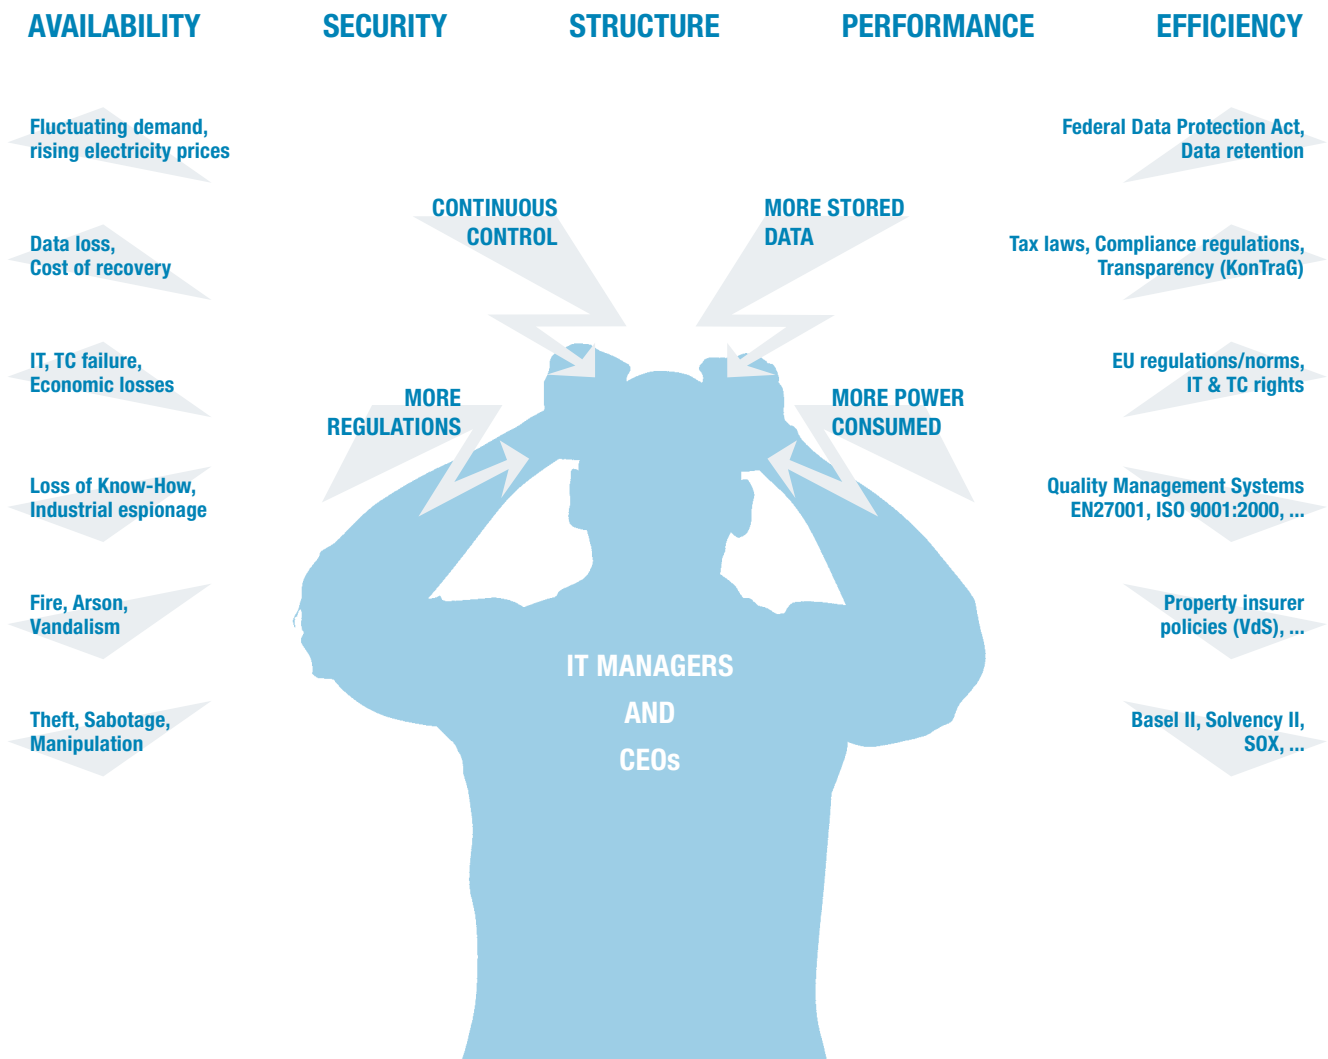 AVAILABILITY
SECURITY
STRUCTURE
PERFORMANCE
EFFICIENCY
Fluctuating demand,
rising electricity prices
Data loss,
Cost of recovery
IT, TC failure,
Economic losses
Loss of Know-How,
Industrial espionage
Fire, Arson,
Vandalism
Theft, Sabotage,
Manipulation
CONTINUOUS
CONTROL
MORE STORED
DATA
MORE
REGULATIONS
MORE POWER
CONSUMED
IT MANAGERS
AND
CEOs
Federal Data Protection Act,
Data retention
Tax laws, Compliance regulations,
Transparency (KonTraG)
EU regulations/norms,
IT & TC rights
Quality Management Systems
EN27001, ISO 9001:2000, ...
Property insurer
policies (VdS), ...
Basel II, Solvency II,
SOX, ...